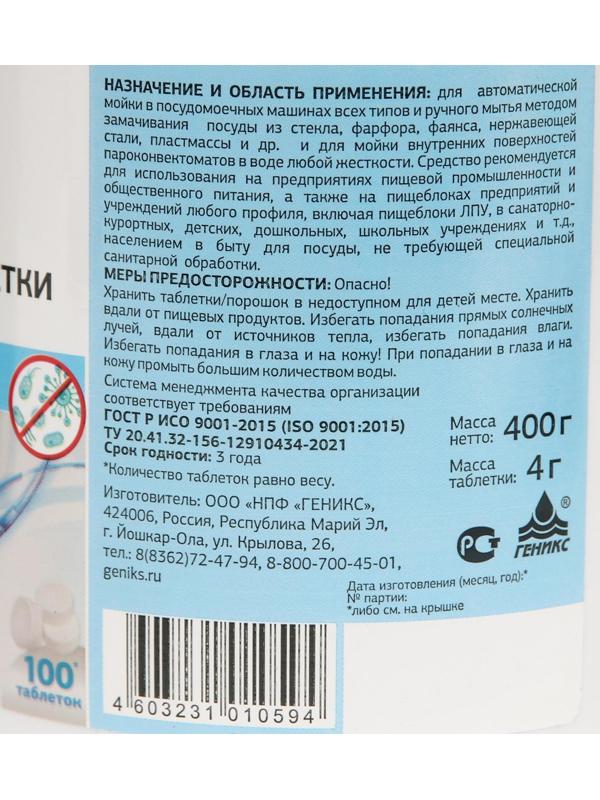 НАЗНАЧЕНИЕ И ОБЛАСТЬ ПРИМЕНЕНИЯ: для автоматической
мойки в посудомоечных машинах всех типов и ручного мытья методом
замачивания посуды из стекла, фарфора, фаянса, нержавеющей
стали, пластмассы и др. и для мойки внутренних поверхностей
пароконвектоматов в воде любой жесткости. Средство рекомендуется
для использования на предприятиях пищевой промышленности и
общественного питания, а также на пищеблоках предприятий и
учреждений любого профиля, включая пищеблоки ЛПУ, в санаторно-
курортных, детских, дошкольных, школьных учреждениях и т.д.,
населением в быту для посуды, не требующей специальной
санитарной обработки.
МЕРЫ ПРЕДОСТОРОЖНОСТИ: Опасно!
Хранить таблетки/порошок в недоступном для детей месте. Хранить
вдали от пищевых продуктов. Избегать попадания прямых солнечных
лучей, вдали от источников тепла, избегать попадания влаги.
Избегать попадания в глаза и на кожу! При попадании в глаза и на
кожу промыть большим количеством воды.
Система менеджмента качества организации
соответствует требованиям
ГОСТ Р ИСО 9001-2015 (ISO 9001:2015)
ТУ 20.41.32-156-12910434-2021
Срок годности: 3 года
*Количество таблеток равно весу.
Масса нетто: 400 г
Масса таблетки: 4 г
Изготовитель: ООО «НПФ «ГЕНИКС»,
424006, Россия, Республика Марий Эл,
г. Йошкар-Ола, ул. Крылова, 26,
тел.: 8(8362)72-47-94, 8-800-700-45-01,
geniks.ru
РСТ
ГЕНИКС ®
Дата изготовления (месяц, год):*
№ партии:
*либо см. на крышке
4 603231 010594
ТКИ
100*
таблеток